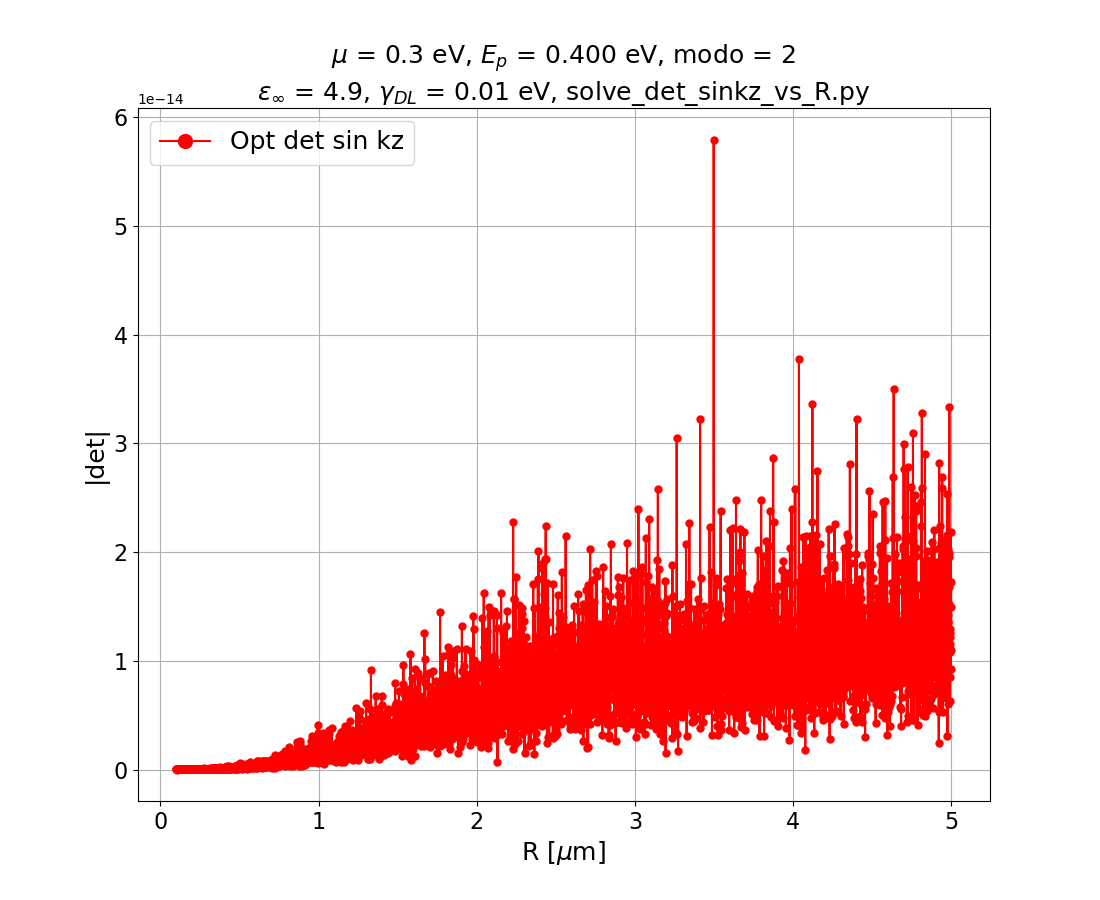 μ = 0.3 eV, E_p = 0.400 eV, modo = 2
ε_∞ = 4.9, γ_DL = 0.01 eV, solve_det_sinkz_vs_R.py
1e−14
Opt det sin kz
6
5
4
3
2
1
0
|det|
0 1 2 3 4 5
R [μm]